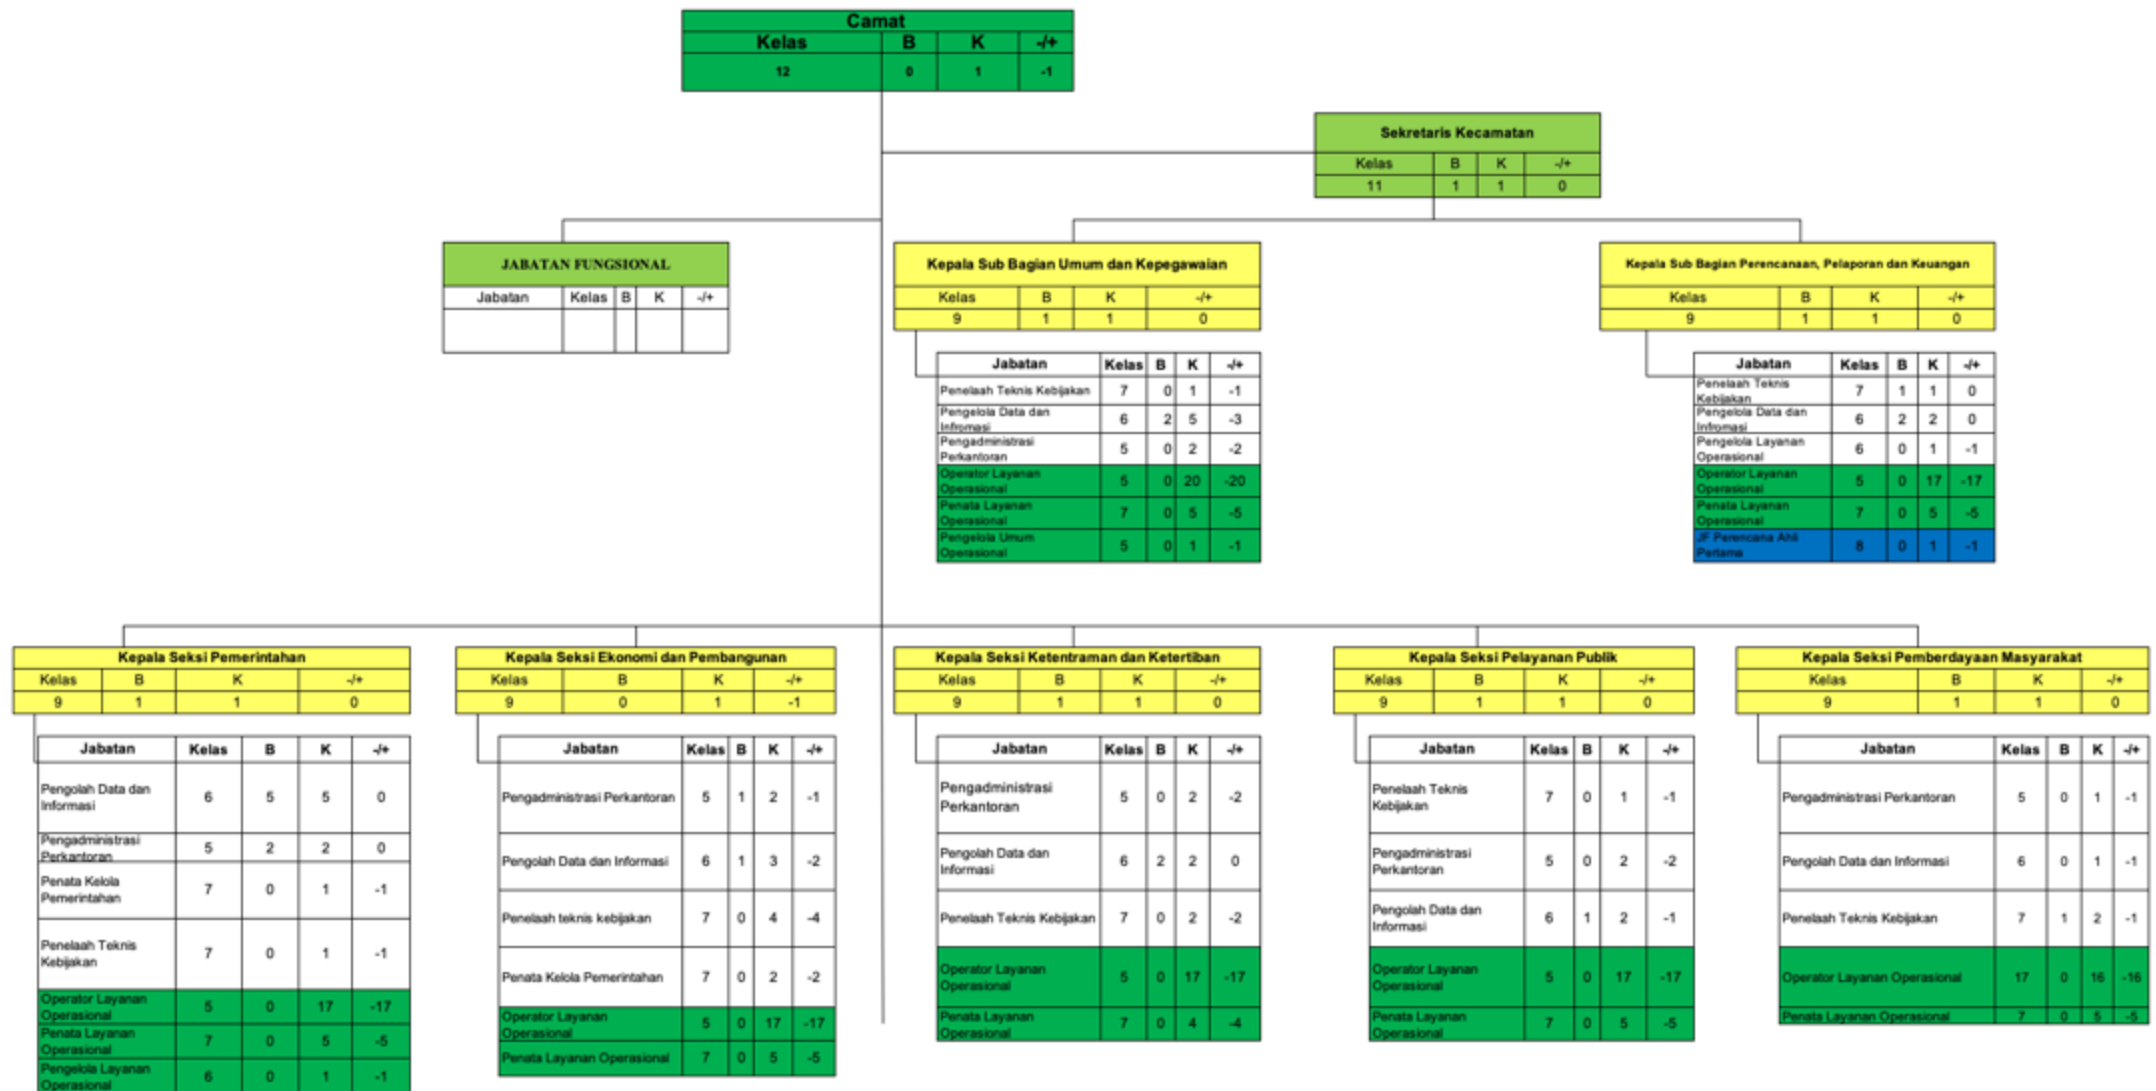 Camat
Kelas B K -/+
12 0 1 -1
Sekretaris Kecamatan
Kelas B K -/+
11 1 1 0
JABATAN FUNGSIONAL
Jabatan Kelas B K -/+
Kepala Sub Bagian Umum dan Kepegawaian
Kelas B K -/+
9 1 1 0
Jabatan Kelas B K -/+
Penelaah Teknis Kebijakan 7 0 1 -1
Pengelola Data dan
Infromasi 6 2 5 -3
Pengadministrasi
Perkantoran 5 0 2 -2
Operator Layanan
Operasional 5 0 20 -20
Penata Layanan
Operasional 7 0 5 -5
Pengelola Umum
Operasional 5 0 1 -1
Kepala Sub Bagian Perencanaan, Pelaporan dan Keuangan
Kelas B K -/+
9 1 1 0
Jabatan Kelas B K -/+
Penelaah Teknis
Kebijakan 7 1 1 0
Pengelola Data dan
Infromasi 6 2 2 0
Pengelola Layanan
Operasional 6 0 1 -1
Operator Layanan
Operasional 5 0 17 -17
Penata Layanan
Operasional 7 0 5 -5
JF Perencana Ahli
Pertama 8 0 1 -1
Kepala Seksi Pemerintahan
Kelas B K -/+
9 1 1 0
Jabatan Kelas B K -/+
Pengolah Data dan
Informasi 6 5 5 0
Pengadministrasi
Perkantoran 5 2 2 0
Penata Kelola
Pemerintahan 7 0 1 -1
Penelaah Teknis
Kebijakan 7 0 1 -1
Operator Layanan
Operasional 5 0 17 -17
Penata Layanan
Operasional 7 0 5 -5
Pengelola Layanan
Operasional 6 0 1 -1
Kepala Seksi Ekonomi dan Pembangunan
Kelas B K -/+
9 0 1 -1
Jabatan Kelas B K -/+
Pengadministrasi Perkantoran 5 1 2 -1
Pengolah Data dan Informasi 6 1 3 -2
Penelaah teknis kebijakan 7 0 4 -4
Penata Kelola Pemerintahan 7 0 2 -2
Operator Layanan
Operasional 5 0 17 -17
Penata Layanan Operasional 7 0 5 -5
Kepala Seksi Ketentraman dan Ketertiban
Kelas B K -/+
9 1 1 0
Jabatan Kelas B K -/+
Pengadministrasi
Perkantoran 5 0 2 -2
Pengolah Data dan
Informasi 6 2 2 0
Penelaah Teknis Kebijakan 7 0 2 -2
Operator Layanan
Operasional 5 0 17 -17
Penata Layanan
Operasional 7 0 4 -4
Kepala Seksi Pelayanan Publik
Kelas B K -/+
9 1 1 0
Jabatan Kelas B K -/+
Penelaah Teknis
Kebijakan 7 0 1 -1
Pengadministrasi
Perkantoran 5 0 2 -2
Pengolah Data dan
Informasi 6 1 2 -1
Operator Layanan
Operasional 5 0 17 -17
Penata Layanan
Operasional 7 0 5 -5
Kepala Seksi Pemberdayaan Masyarakat
Kelas B K -/+
9 1 1 0
Jabatan Kelas B K -/+
Pengadministrasi Perkantoran 5 0 1 -1
Pengolah Data dan Informasi 6 0 1 -1
Penelaah Teknis Kebijakan 7 1 2 -1
Operator Layanan Operasional 17 0 16 -16
Penata Layanan Operasional 7 0 5 -5